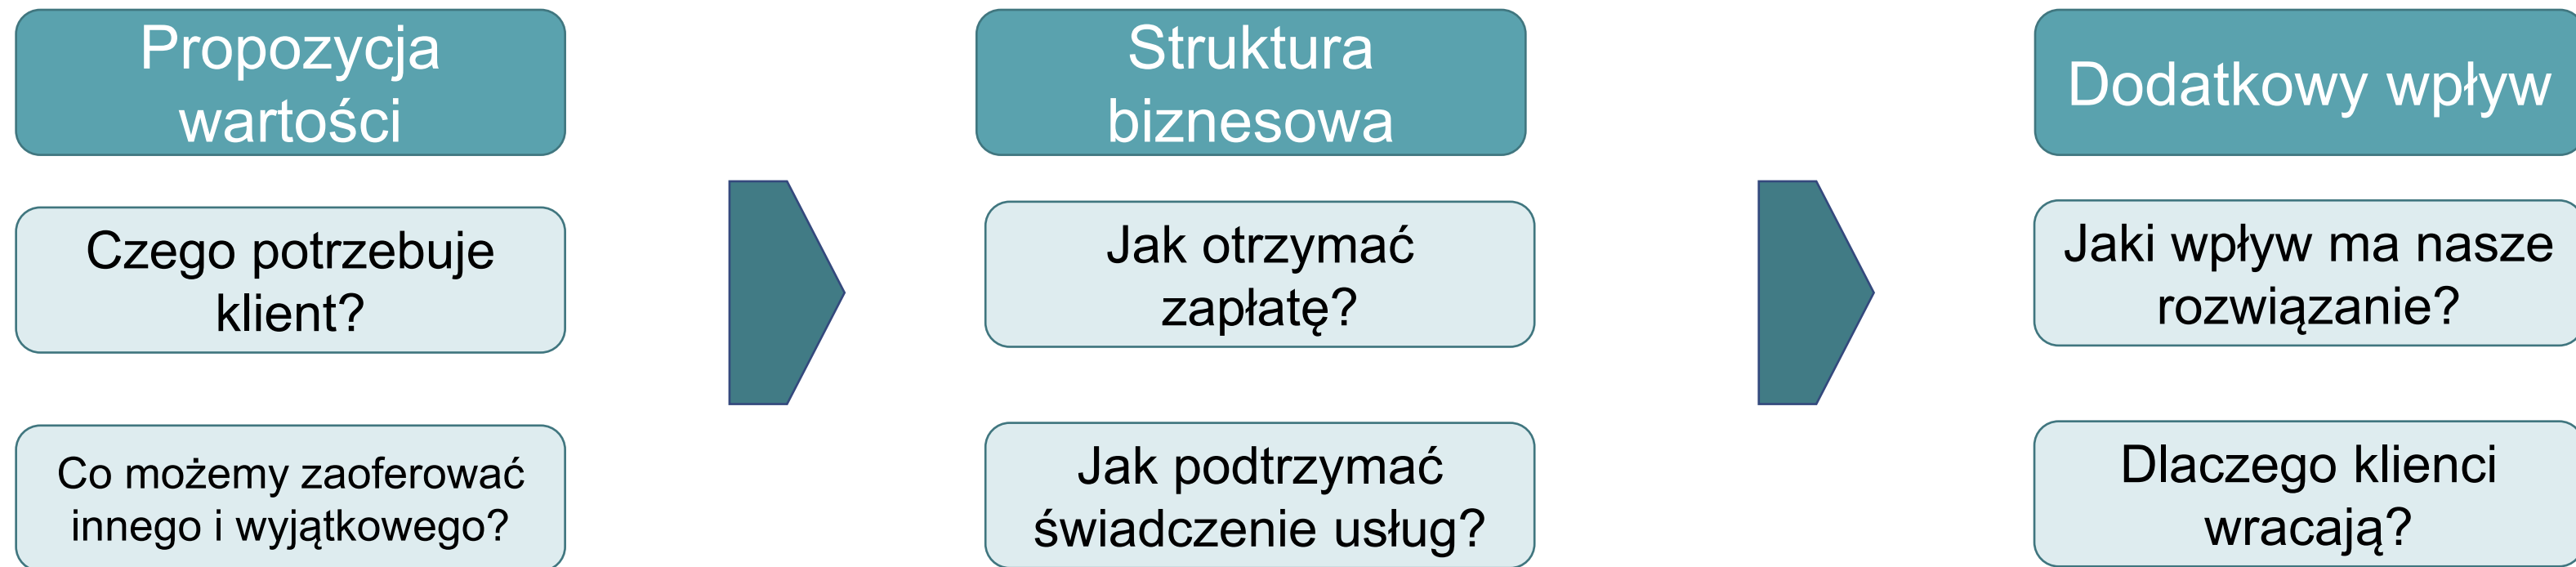 Propozycja
wartości
Czego potrzebuje
klient?
Co możemy zaoferować
innego i wyjątkowego?
Struktura
biznesowa
Jak otrzymać
zapłatę?
Jak podtrzymać
świadczenie usług?
Dodatkowy wpływ
Jaki wpływ ma nasze
rozwiązanie?
Dlaczego klienci
wracają?